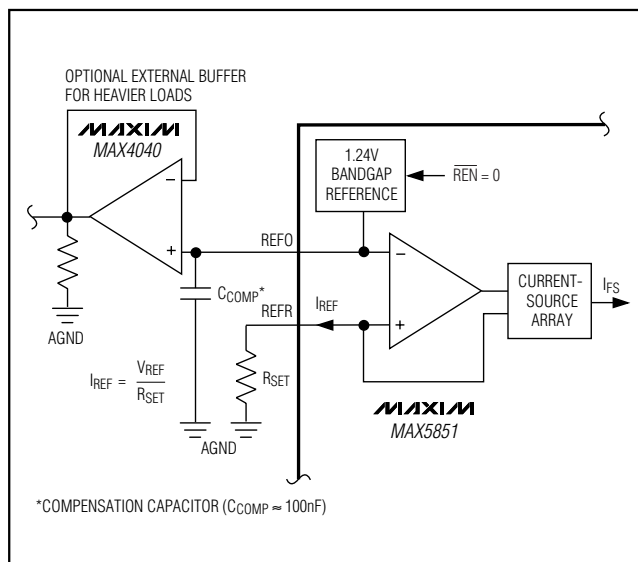 OPTIONAL EXTERNAL BUFFER
FOR HEAVIER LOADS
MAXIM
MAX4040
1.24V
BANDGAP
REFERENCE
REN = 0
−
+
REFO
−
+
CCOMP*
REFR
IREF
CURRENT-
SOURCE
ARRAY
IFS
AGND
IREF = VREF
RSET
RSET
MAXIM
MAX5851
AGND
*COMPENSATION CAPACITOR (CCOMP ≈ 100nF)